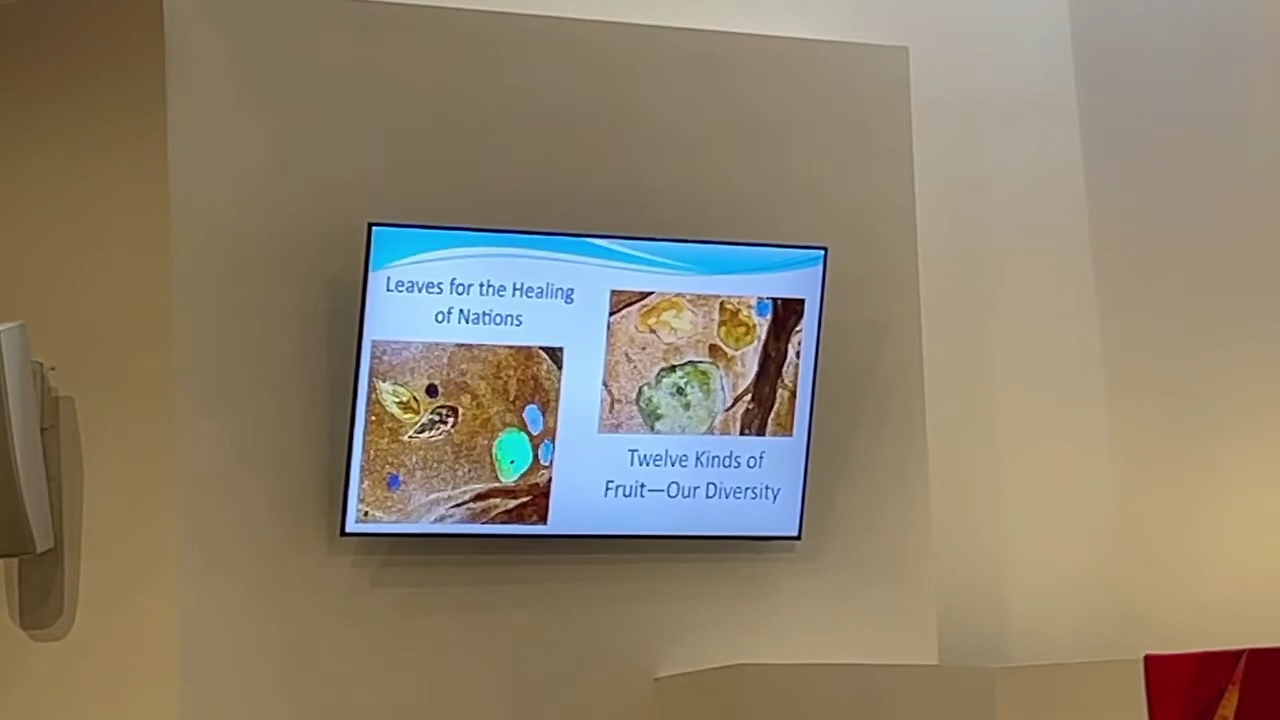 Leaves for the Healing
of Nations
Twelve Kinds of
Fruit—Our Diversity